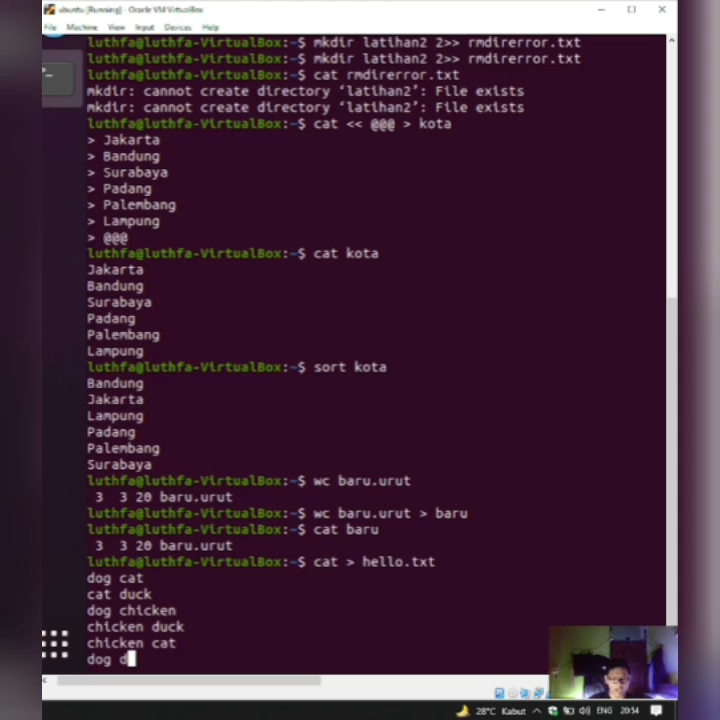 ubuntu [Running] - Oracle VM VirtualBox
File Machine View Input Devices Help
luthfa@luthfa-VirtualBox:~$ mkdir latihan2 2>> rmdirerror.txt
luthfa@luthfa-VirtualBox:~$ mkdir latihan2 2>> rmdirerror.txt
luthfa@luthfa-VirtualBox:~$ cat rmdirerror.txt
mkdir: cannot create directory ‘latihan2’: File exists
mkdir: cannot create directory ‘latihan2’: File exists
luthfa@luthfa-VirtualBox:~$ cat << @@@ > kota
> Jakarta
> Bandung
> Surabaya
> Padang
> Palembang
> Lampung
> @@@
luthfa@luthfa-VirtualBox:~$ cat kota
Jakarta
Bandung
Surabaya
Padang
Palembang
Lampung
luthfa@luthfa-VirtualBox:~$ sort kota
Bandung
Jakarta
Lampung
Padang
Palembang
Surabaya
luthfa@luthfa-VirtualBox:~$ wc baru.urut
3 3 20 baru.urut
luthfa@luthfa-VirtualBox:~$ wc baru.urut > baru
luthfa@luthfa-VirtualBox:~$ cat baru
3 3 20 baru.urut
luthfa@luthfa-VirtualBox:~$ cat > hello.txt
dog cat
cat duck
dog chicken
chicken duck
chicken cat
dog d
28°C Kabut ENG 20:54